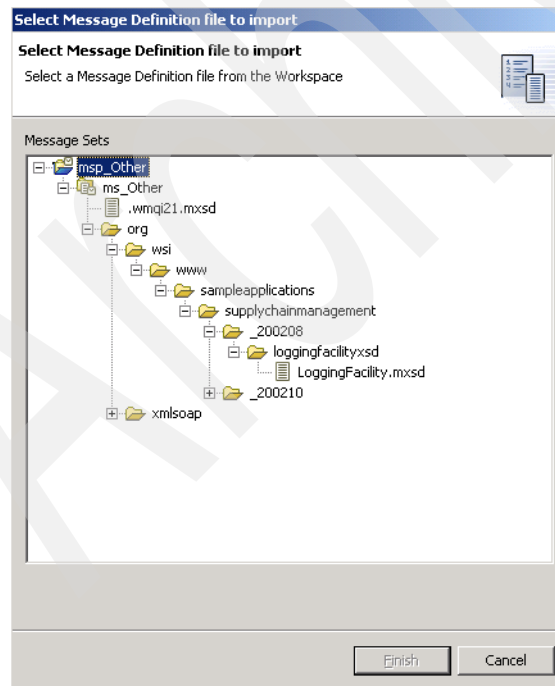 Select Message Definition file to import
Select Message Definition file to import
Select a Message Definition file from the Workspace
Message Sets
msp_Other
ms_Other
.wmqi21.mxsd
org
wsi
www
sampleapplications
supplychainmanagement
_200208
loggingfacilityxsd
LoggingFacility.mxsd
_200210
xmlsoap
Finish Cancel